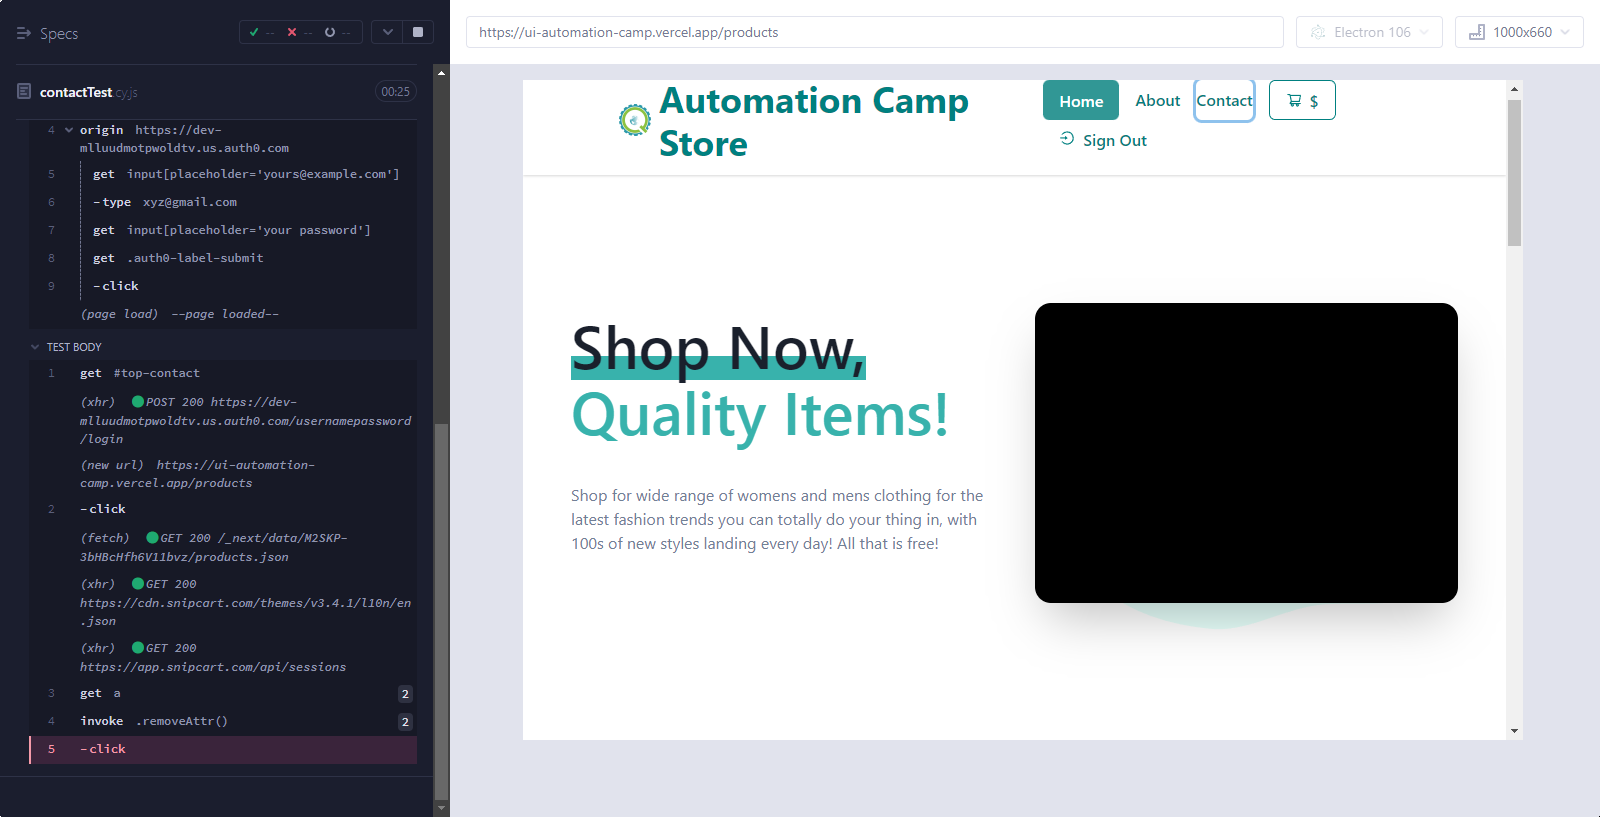 Specs
-- -- --
contactTest.cy.js
00:25
4 origin https://dev-
mlluudmotpwoldtv.us.auth0.com
5 get input[placeholder='yours@example.com']
6 -type xyz@gmail.com
7 get input[placeholder='your password']
8 get .auth0-label-submit
9 -click
(page load) --page loaded--
TEST BODY
1 get #top-contact
(xhr) POST 200 https://dev-
mlluudmotpwoldtv.us.auth0.com/usernamepassword
/login
(new url) https://ui-automation-
camp.vercel.app/products
2 -click
(fetch) GET 200 /_next/data/M2SKP-
3bHBcHfh6V11bvz/products.json
(xhr) GET 200
https://cdn.snipcart.com/themes/v3.4.1/l10n/en
.json
(xhr) GET 200
https://app.snipcart.com/api/sessions
3 get a 2
4 invoke .removeAttr() 2
5 -click
https://ui-automation-camp.vercel.app/products
Electron 106
1000x660
Automation Camp
Store
Home About Contact $
Sign Out
Shop Now,
Quality Items!
Shop for wide range of womens and mens clothing for the
latest fashion trends you can totally do your thing in, with
100s of new styles landing every day! All that is free!